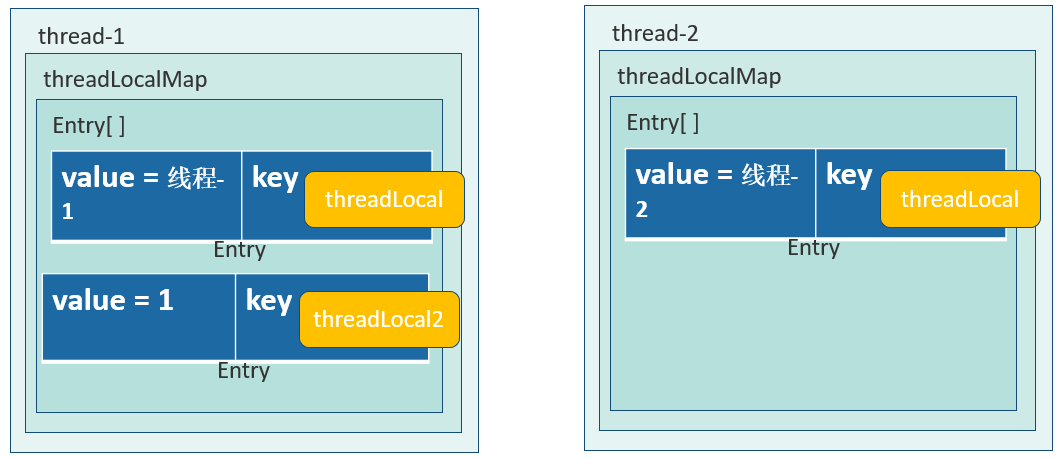 thread-1
threadLocalMap
Entry[ ]
value = 线程-
1
key
threadLocal
Entry
value = 1
key
threadLocal2
Entry
thread-2
threadLocalMap
Entry[ ]
value = 线程-
2
key
threadLocal
Entry